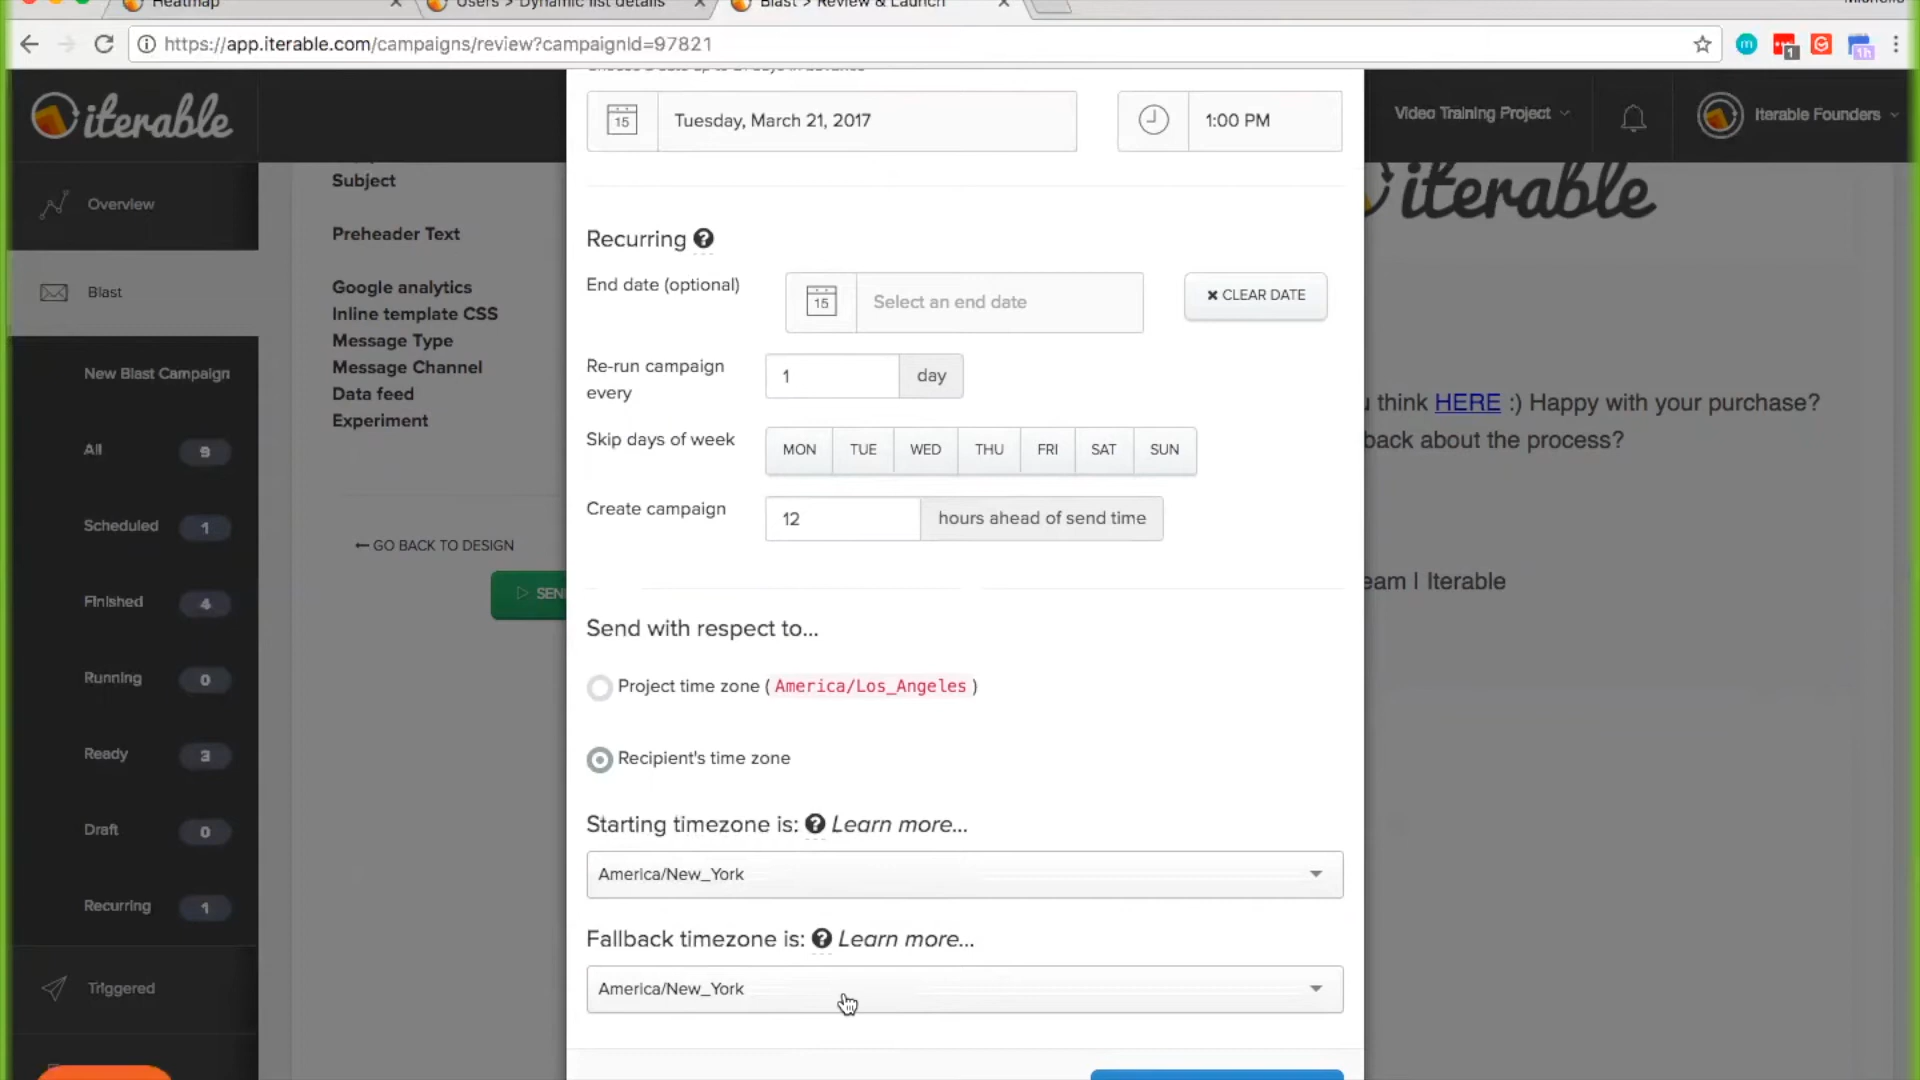 Heatmap
Users > Dynamic list details
Blast > Review & Launch
https://app.iterable.com/campaigns/review?campaignId=97821
1
1h
iterable
Video Training Project
Iterable Founders
15
Tuesday, March 21, 2017
1:00 PM
Overview
Blast
New Blast Campaign
All 9
Scheduled 1
Finished 4
Running 0
Ready 3
Draft 0
Recurring 1
Triggered
Subject
Preheader Text
Google analytics
Inline template CSS
Message Type
Message Channel
Data feed
Experiment
GO BACK TO DESIGN
Recurring ?
End date (optional)
15
Select an end date
CLEAR DATE
Re-run campaign
every
1 day
Skip days of week
MON TUE WED THU FRI SAT SUN
Create campaign
12 hours ahead of send time
Send with respect to...
Project time zone ( America/Los_Angeles )
Recipient's time zone
Starting timezone is: ? Learn more...
America/New_York
Fallback timezone is: ? Learn more...
America/New_York
iterable
think HERE :) Happy with your purchase?
back about the process?
| Iterable